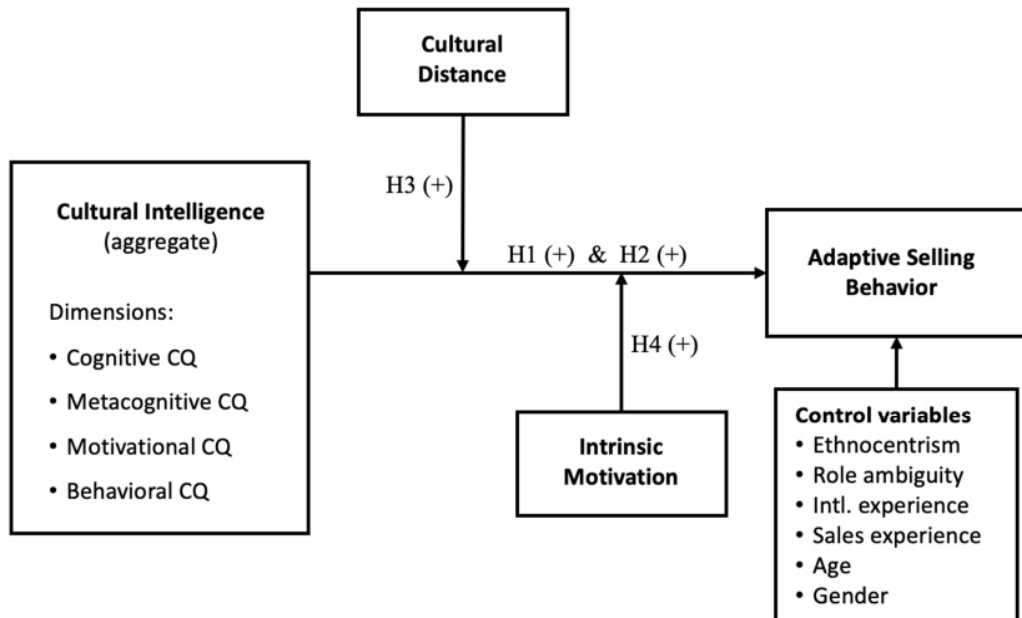 Cultural
Distance
H3 (+)
Cultural Intelligence
(aggregate)
Dimensions:
• Cognitive CQ
• Metacognitive CQ
• Motivational CQ
• Behavioral CQ
H1 (+) & H2 (+)
Adaptive Selling
Behavior
H4 (+)
Intrinsic
Motivation
Control variables
• Ethnocentrism
• Role ambiguity
• Intl. experience
• Sales experience
• Age
• Gender